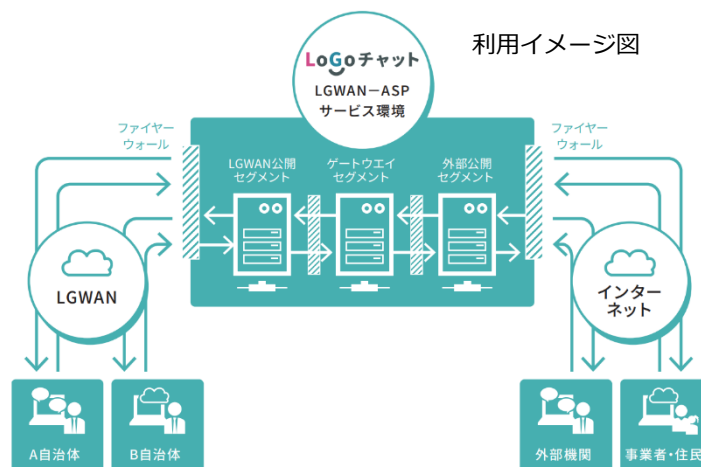 利用イメージ図
LoGoチャット
LGWAN－ASP
サービス環境
ファイヤー
ウォール
LGWAN公開
セグメント
ゲートウエイ
セグメント
外部公開
セグメント
ファイヤー
ウォール
LGWAN
インター
ネット
A自治体
B自治体
外部機関
事業者・住民